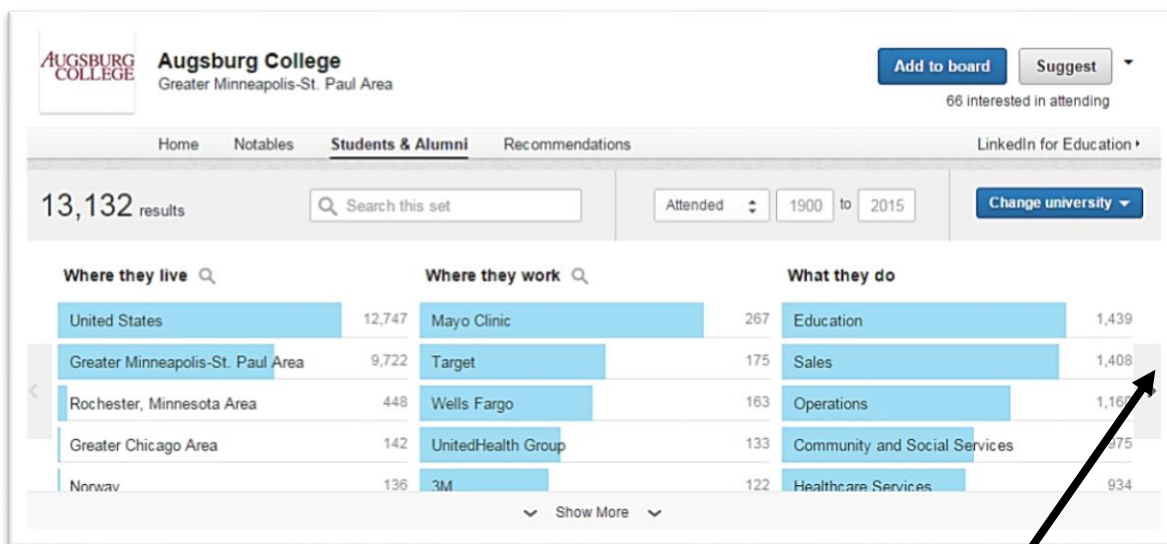 AUGSBURG
COLLEGE
Augsburg College
Greater Minneapolis-St. Paul Area
Add to board
Suggest
66 interested in attending
Home Notables Students & Alumni Recommendations LinkedIn for Education
13,132 results
Search this set
Attended
1900 to 2015
Change university
Where they live
United States 12,747
Greater Minneapolis-St. Paul Area 9,722
Rochester, Minnesota Area 448
Greater Chicago Area 142
Norway 136
Where they work
Mayo Clinic 267
Target 175
Wells Fargo 163
UnitedHealth Group 133
3M 122
What they do
Education 1,439
Sales 1,408
Operations
Community and Social Services
Healthcare Services 934
Show More